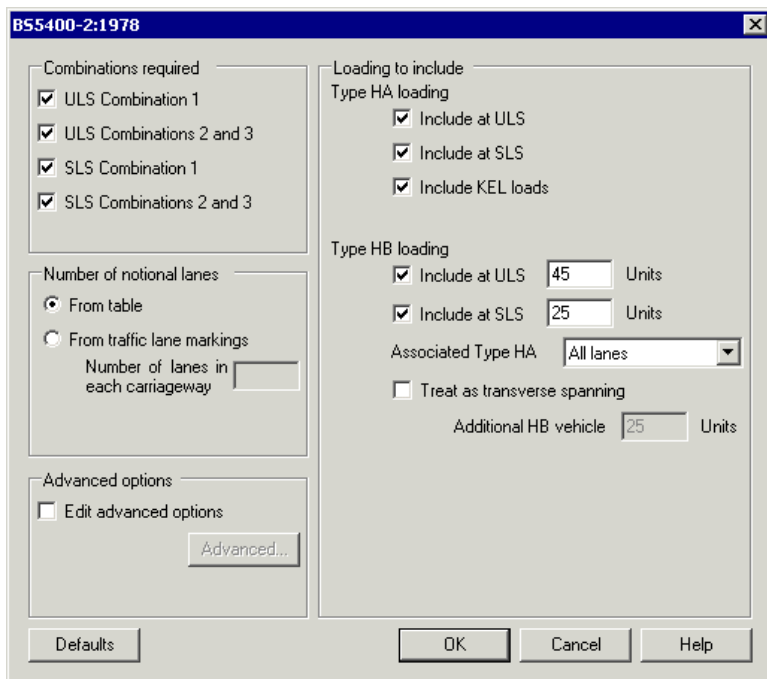 BS5400-2:1978
Combinations required
ULS Combination 1
ULS Combinations 2 and 3
SLS Combination 1
SLS Combinations 2 and 3
Number of notional lanes
From table
From traffic lane markings
Number of lanes in
each carriageway
Advanced options
Edit advanced options
Advanced...
Loading to include
Type HA loading
Include at ULS
Include at SLS
Include KEL loads
Type HB loading
Include at ULS 45 Units
Include at SLS 25 Units
Associated Type HA All lanes
Treat as transverse spanning
Additional HB vehicle 25 Units
Defaults OK Cancel Help